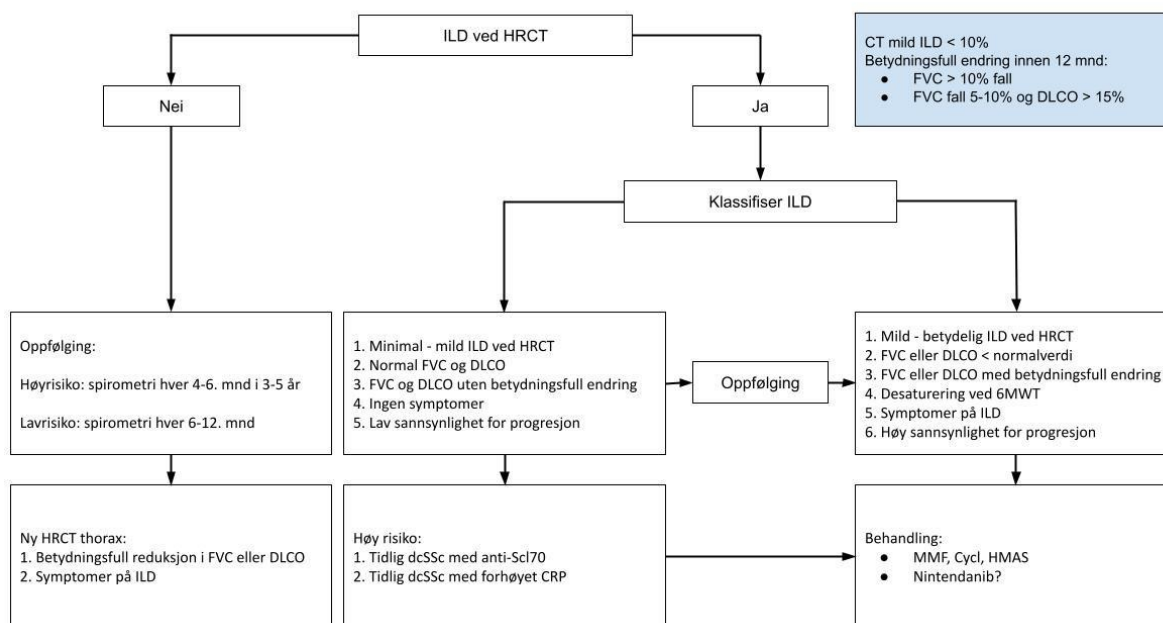 ILD ved HRCT
CT mild ILD < 10%
Betydningsfull endring innen 12 mnd:
● FVC > 10% fall
● FVC fall 5-10% og DLCO > 15%
Nei
Ja
Klassifiser ILD
Oppfølging:
Høyrisiko: spirometri hver 4-6. mnd i 3-5 år
Lavrisiko: spirometri hver 6-12. mnd
1. Minimal - mild ILD ved HRCT
2. Normal FVC og DLCO
3. FVC og DLCO uten betydningsfull endring
4. Ingen symptomer
5. Lav sannsynlighet for progresjon
Oppfølging
1. Mild - betydelig ILD ved HRCT
2. FVC eller DLCO < normalverdi
3. FVC eller DLCO med betydningsfull endring
4. Desaturering ved 6MWT
5. Symptomer på ILD
6. Høy sannsynlighet for progresjon
Ny HRCT thorax:
1. Betydningsfull reduksjon i FVC eller DLCO
2. Symptomer på ILD
Høy risiko:
1. Tidlig dcSSc med anti-Scl70
2. Tidlig dcSSc med forhøyet CRP
Behandling:
● MMF, Cycl, HMAS
● Nintendanib?